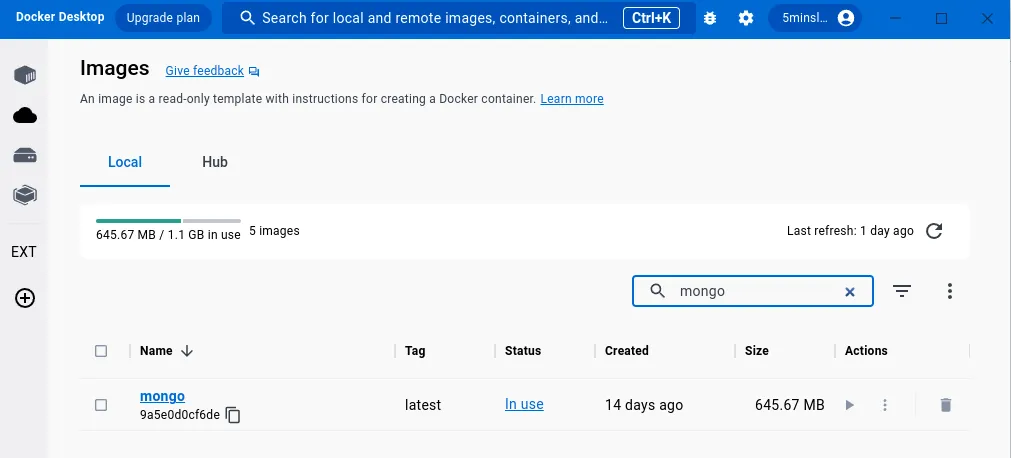 Docker Desktop Upgrade plan Search for local and remote images, containers, and... Ctrl+K 5minsl...
Images Give feedback
An image is a read-only template with instructions for creating a Docker container. Learn more
Local Hub
645.67 MB / 1.1 GB in use 5 images Last refresh: 1 day ago
EXT
mongo
Name Tag Status Created Size Actions
mongo
9a5e0d0cf6de latest In use 14 days ago 645.67 MB